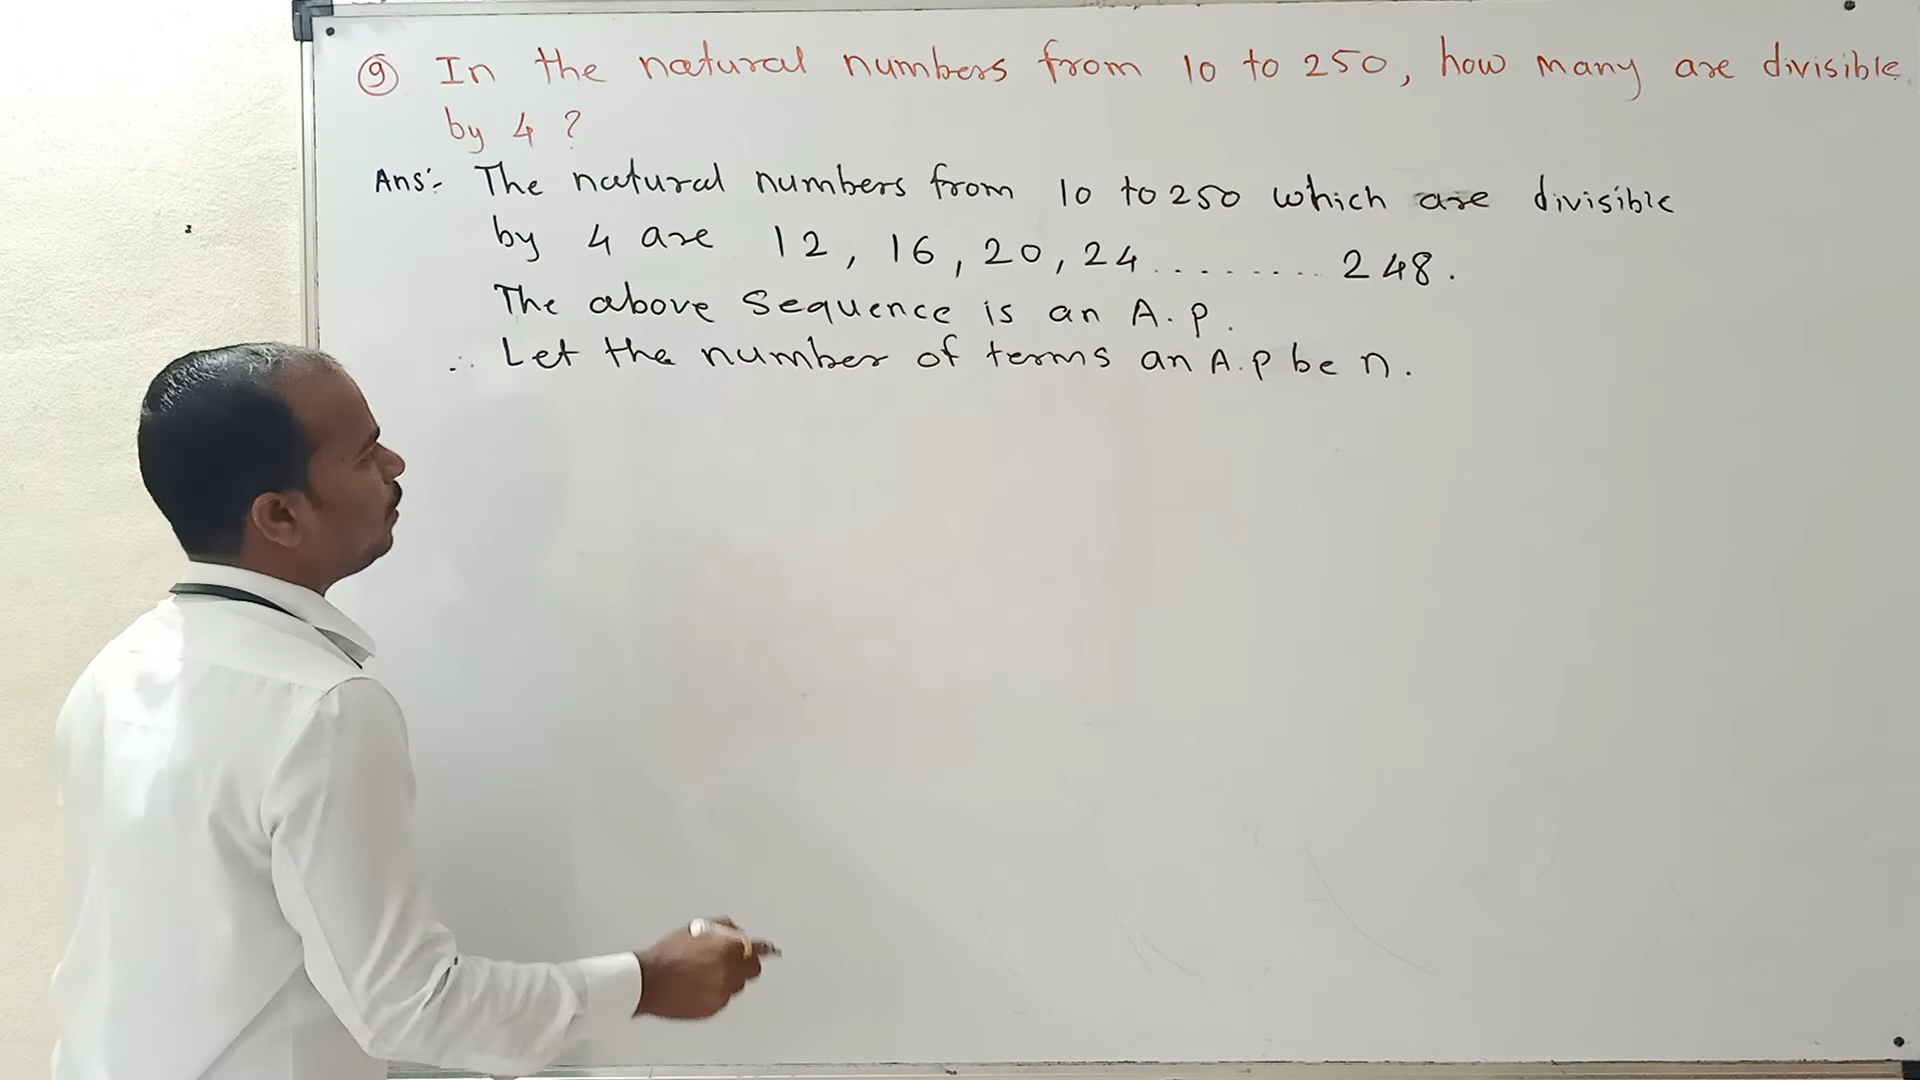 9 In the natural numbers from 10 to 250, how many are divisible
by 4 ?
Ans:- The natural numbers from 10 to 250 which are divisible
by 4 are 12, 16, 20, 24 ........ 248.
The above Sequence is an A.p.
∴ Let the number of terms an A.p be n.